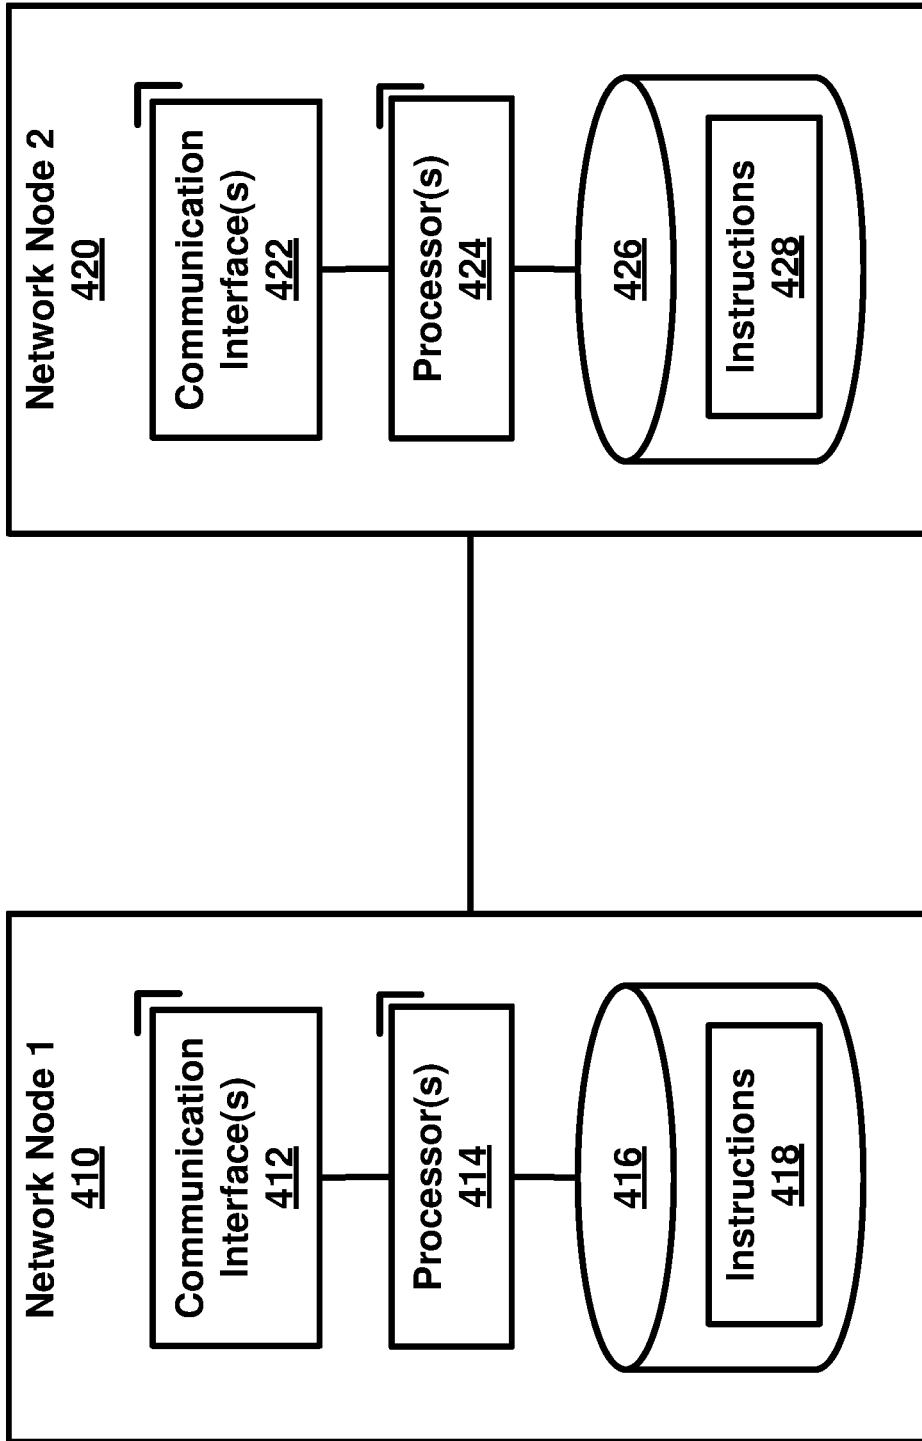 Network Node 1
410
Communication
Interface(s)
412
Processor(s)
414
416
Instructions
418
Network Node 2
420
Communication
Interface(s)
422
Processor(s)
424
426
Instructions
428